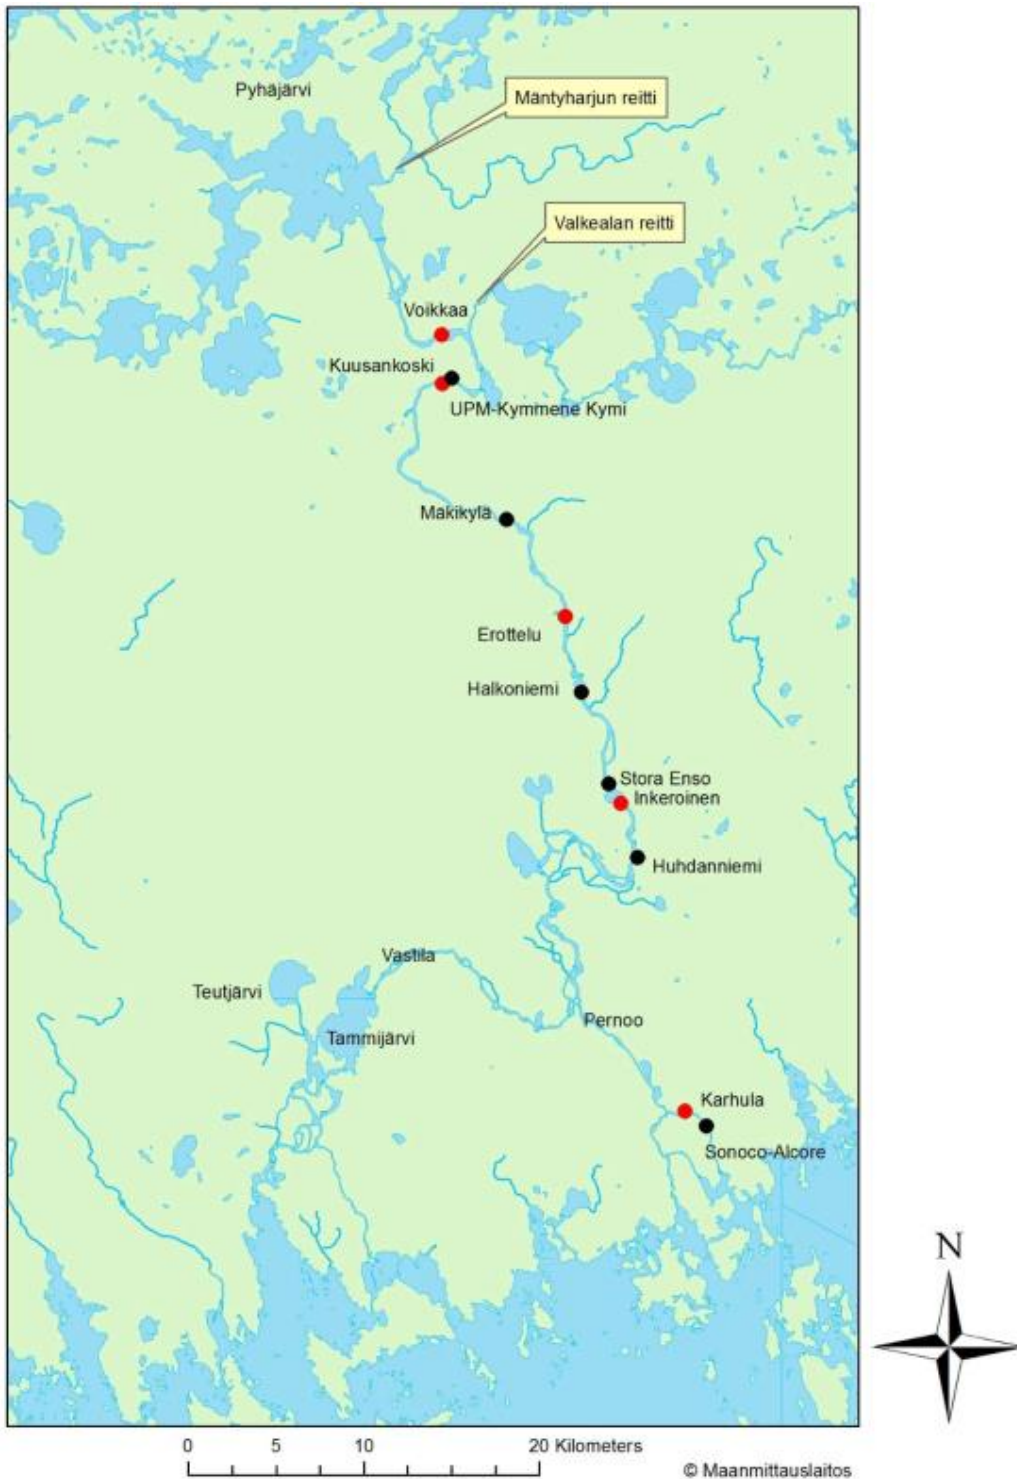 Pyhäjärvi
Mäntyharjun reitti
Valkealan reitti
Voikkaa
Kuusankoski
UPM-Kymmene Kymi
Mäkikylä
Erottelu
Halkoniemi
Stora Enso
Inkeroinen
Huhdanniemi
Vastila
Teutjärvi
Pernoo
Tammijärvi
Karhula
Sonoco-Alcore
N
0 5 10 20 Kilometers
© Maanmittauslaitos